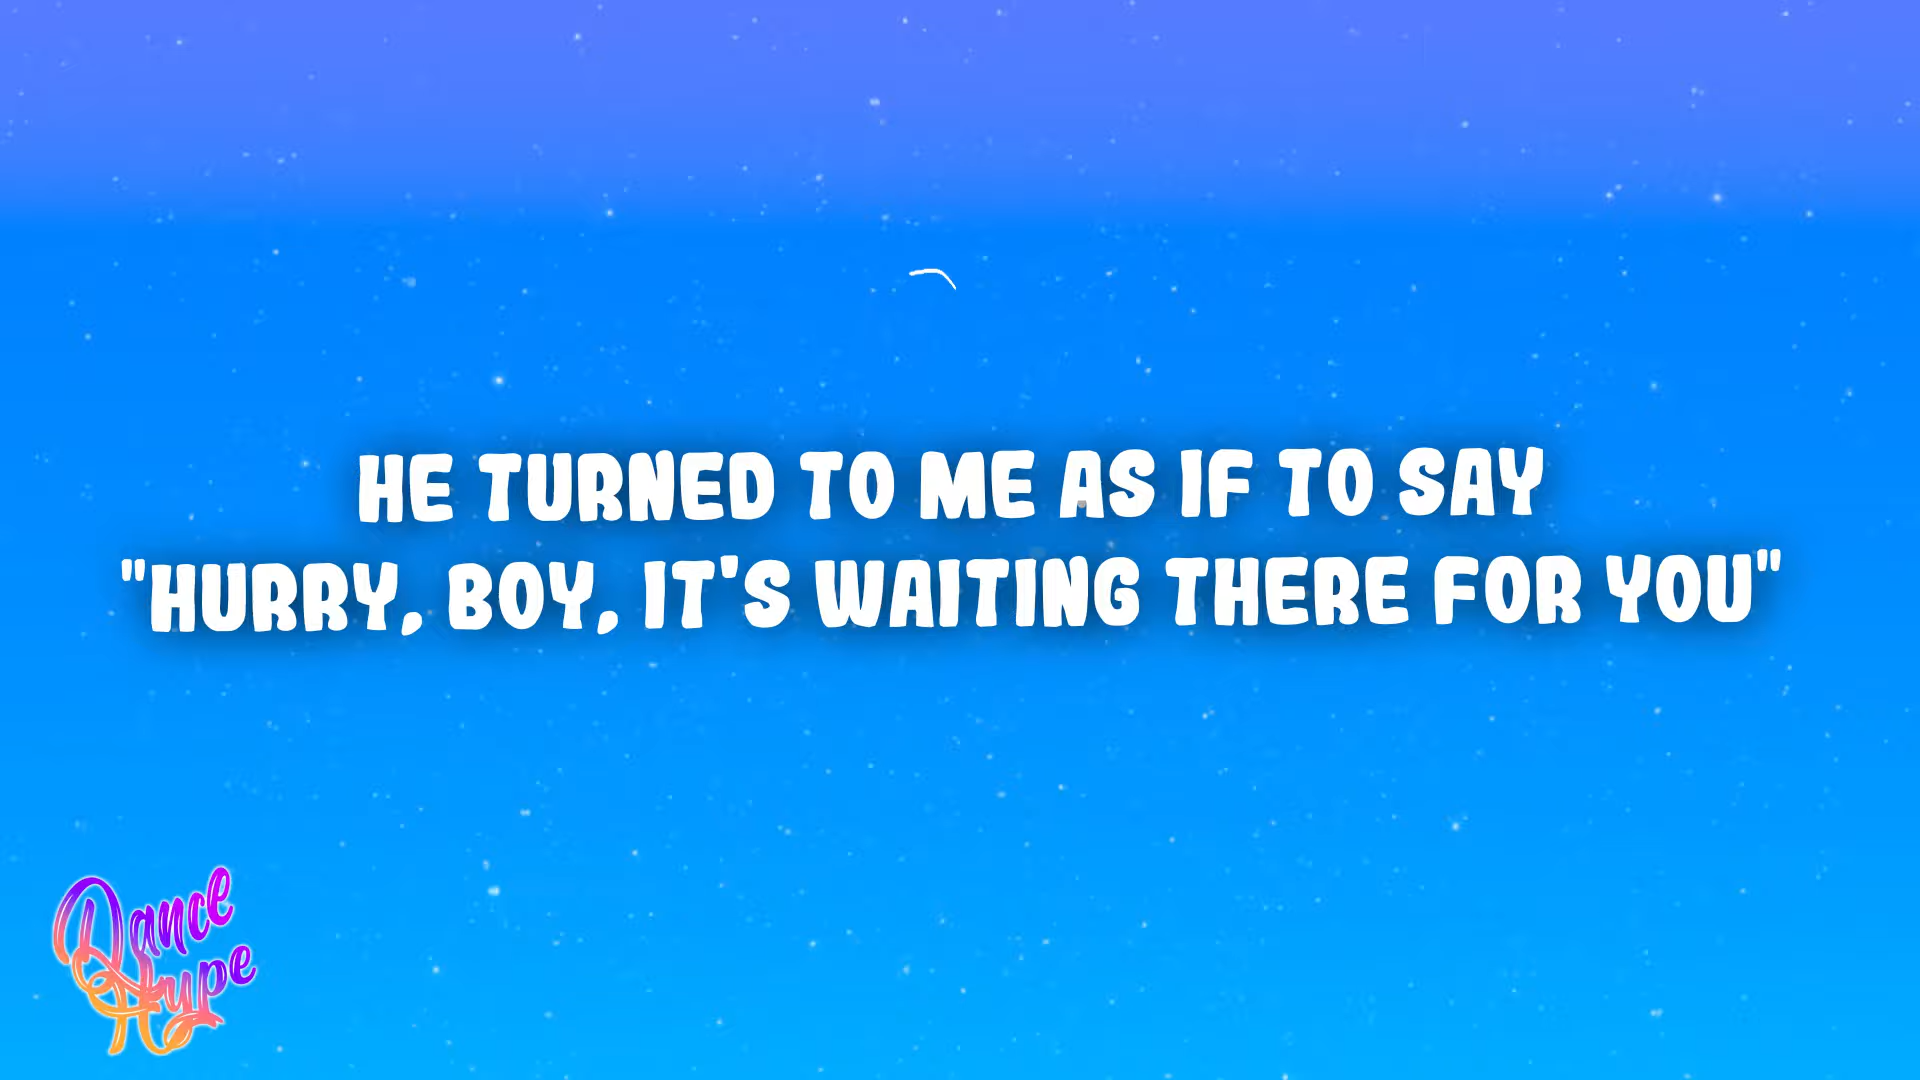 HE TURNED TO ME AS IF TO SAY
"HURRY, BOY, IT'S WAITING THERE FOR YOU"
Dance
Hype